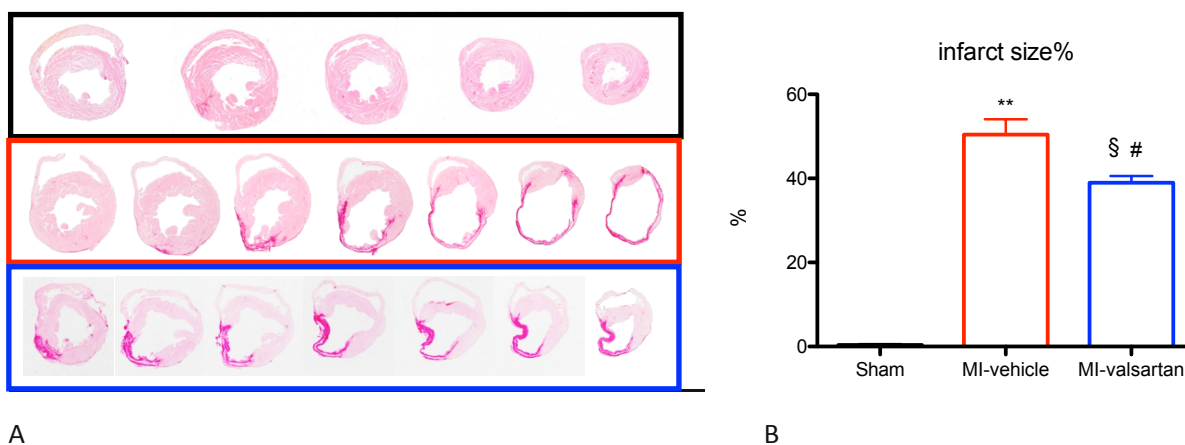 infarct size%
60
40
20
0
%
**
§ #
Sham
MI-vehicle
MI-valsartan
A
B